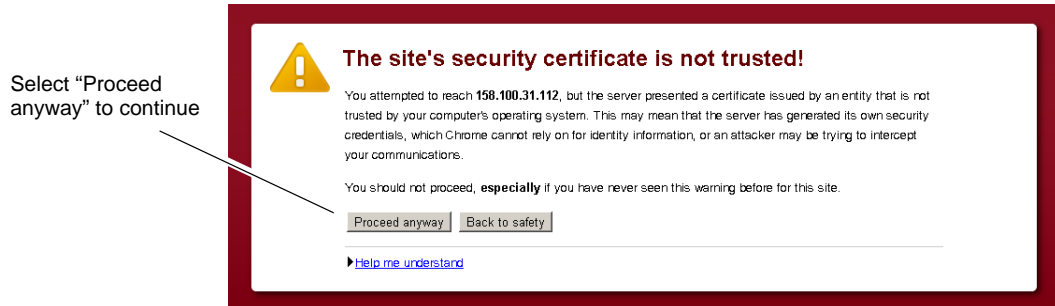 Select “Proceed
anyway” to continue
The site's security certificate is not trusted!
You attempted to reach 158.100.31.112, but the server presented a certificate issued by an entity that is not
trusted by your computer's operating system. This may mean that the server has generated its own security
credentials, which Chrome cannot rely on for identity information, or an attacker may be trying to intercept
your communications.
You should not proceed, especially if you have never seen this warning before for this site.
Proceed anyway Back to safety
Help me understand